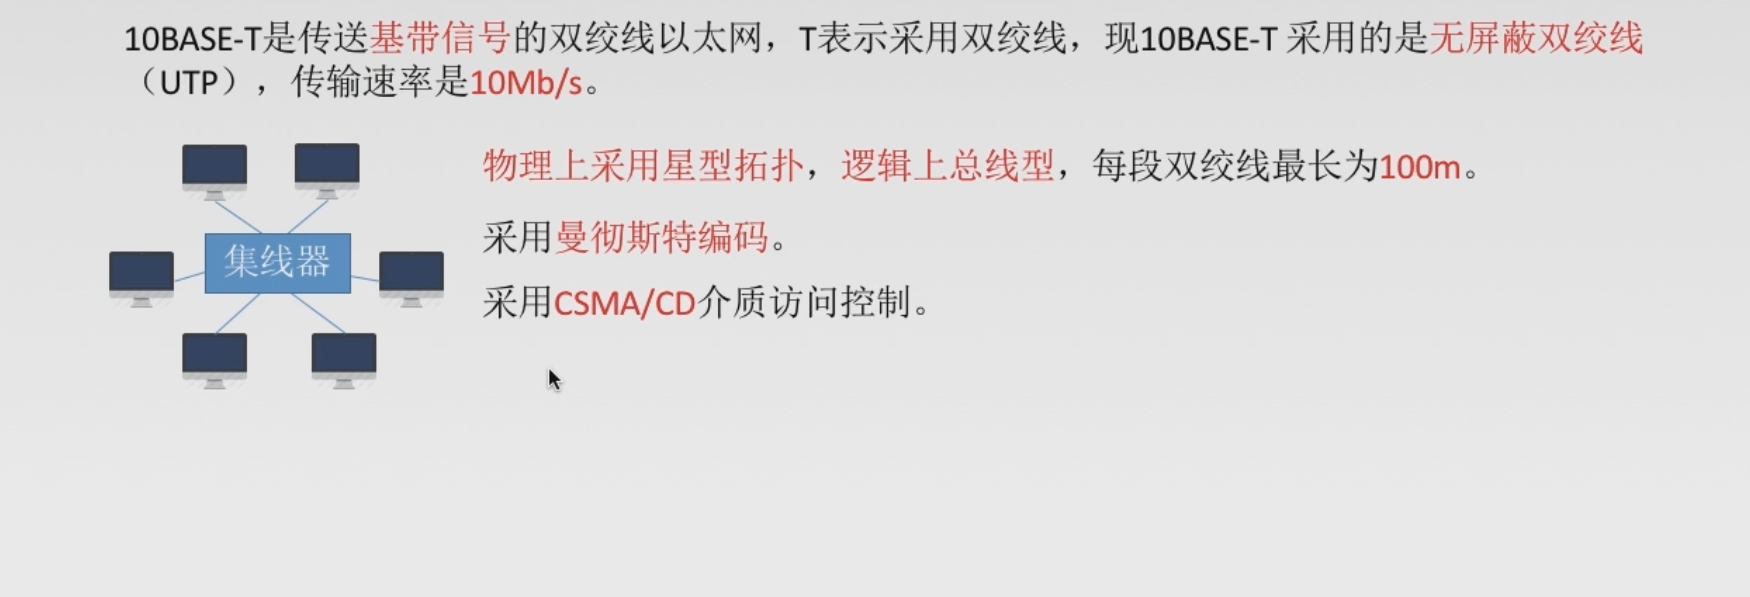 10BASE-T是传送基带信号的双绞线以太网，T表示采用双绞线，现10BASE-T 采用的是无屏蔽双绞线
（UTP），传输速率是10Mb/s。
物理上采用星型拓扑，逻辑上总线型，每段双绞线最长为100m。
采用曼彻斯特编码。
集线器
采用CSMA/CD介质访问控制。